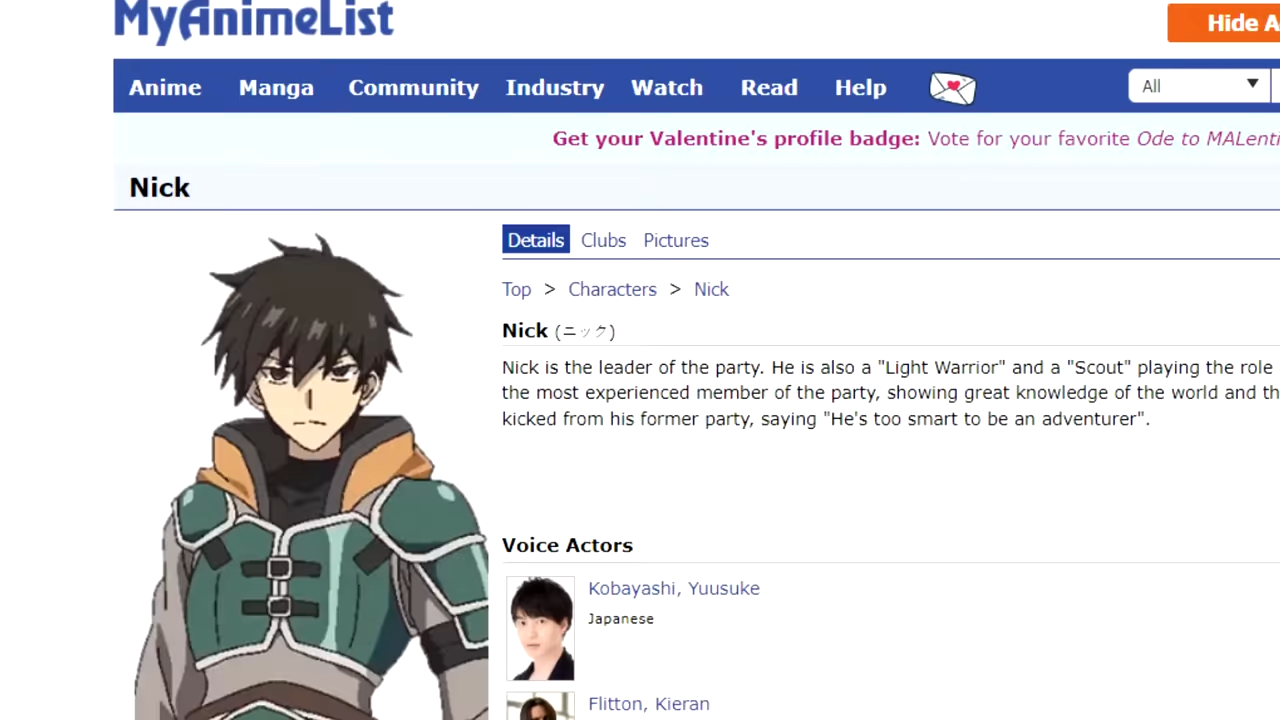 MyAnimeList
Hide A
Anime Manga Community Industry Watch Read Help All
Get your Valentine's profile badge: Vote for your favorite Ode to MALenti
Nick
Details Clubs Pictures
Top > Characters > Nick
Nick (ニック)
Nick is the leader of the party. He is also a "Light Warrior" and a "Scout" playing the role
the most experienced member of the party, showing great knowledge of the world and th
kicked from his former party, saying "He's too smart to be an adventurer".
Voice Actors
Kobayashi, Yuusuke
Japanese
Flitton, Kieran